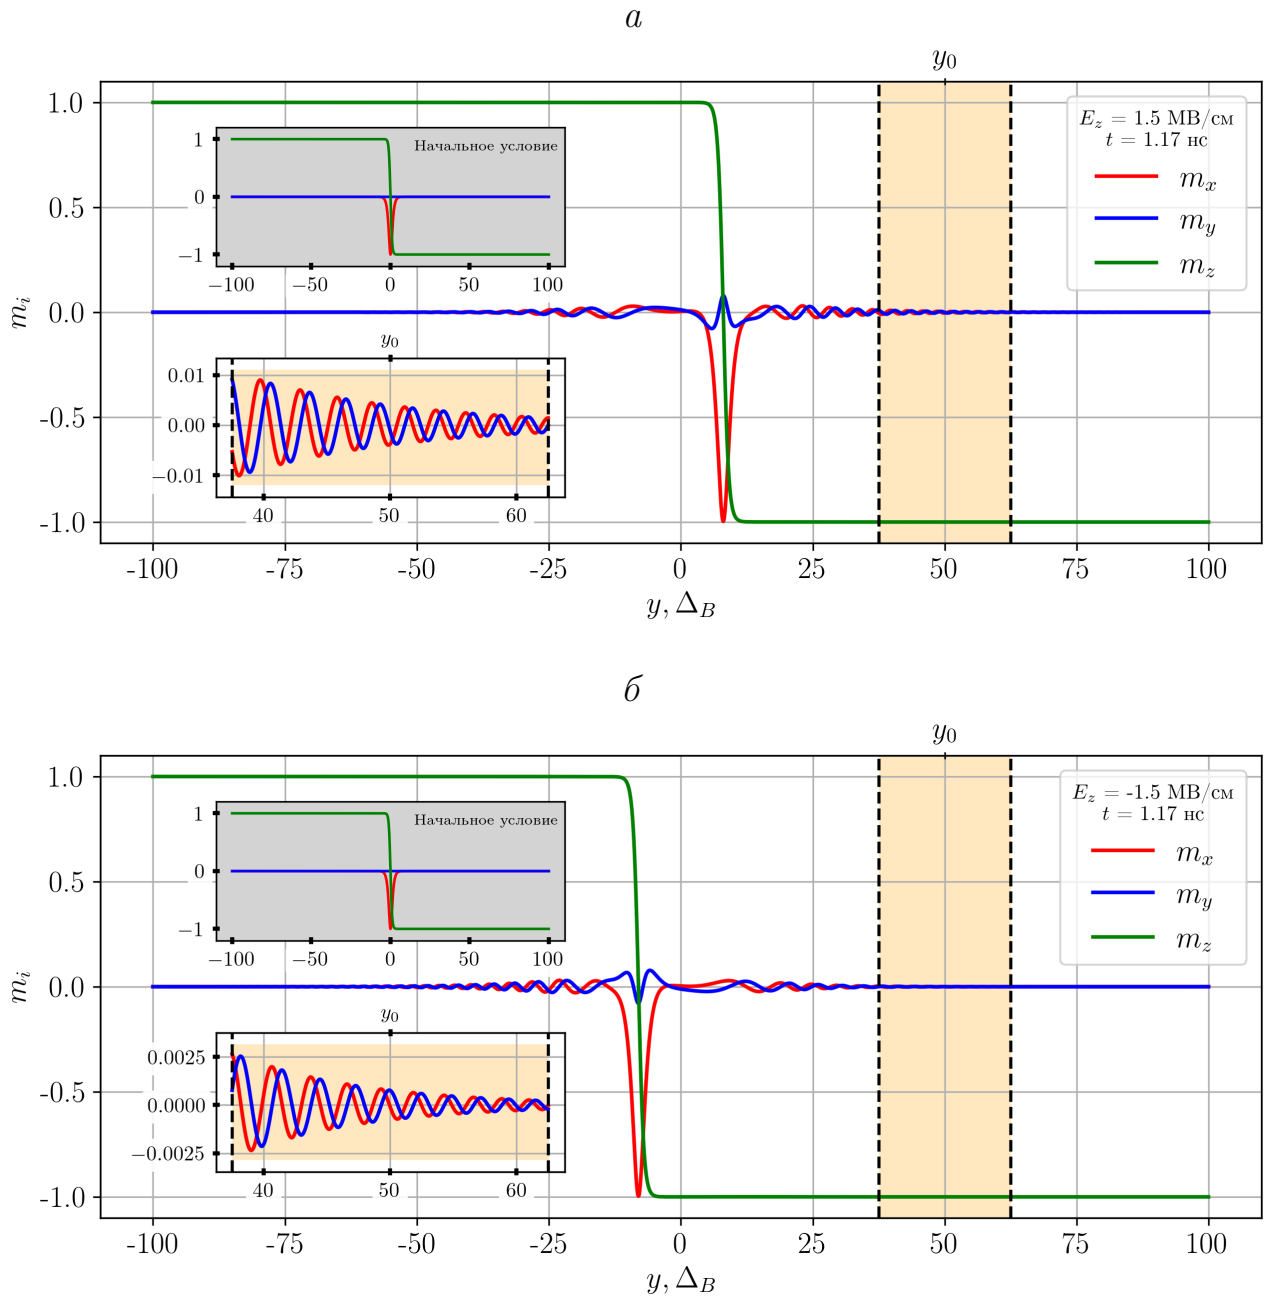 а
y₀
E_z = 1.5 МВ/см
t = 1.17 нс
m_x
m_y
m_z
1.0
0.5
0.0
-0.5
-1.0
m_i
Начальное условие
1
0
−1
−100 −50 0 50 100
y₀
0.01
0.00
−0.01
40 50 60
-100 -75 -50 -25 0 25 50 75 100
y, Δ_B
б
y₀
E_z = -1.5 МВ/см
t = 1.17 нс
m_x
m_y
m_z
1.0
0.5
0.0
-0.5
-1.0
m_i
Начальное условие
1
0
−1
−100 −50 0 50 100
y₀
0.0025
0.0000
−0.0025
40 50 60
-100 -75 -50 -25 0 25 50 75 100
y, Δ_B